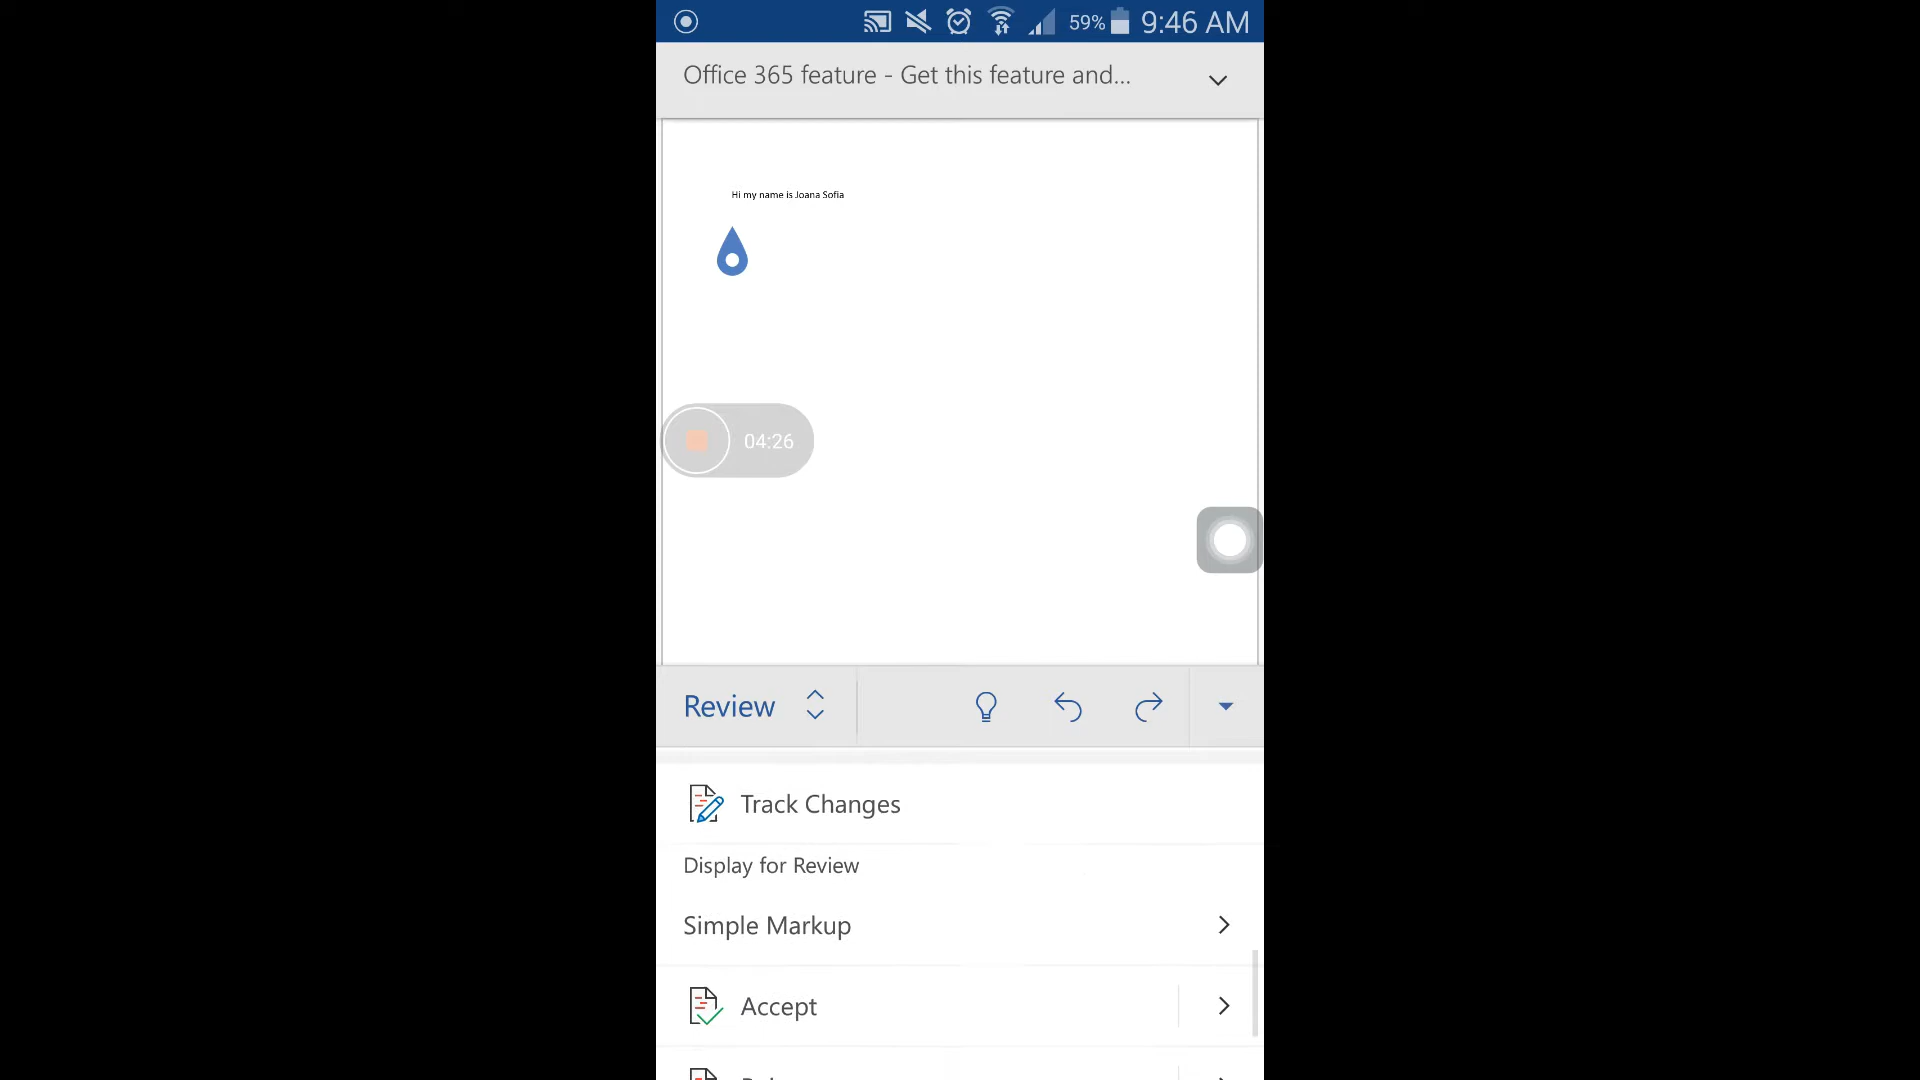 59% 9:46 AM
Office 365 feature - Get this feature and...
Hi my name is Joana Sofia
04:26
Review
Track Changes
Display for Review
Simple Markup
Accept